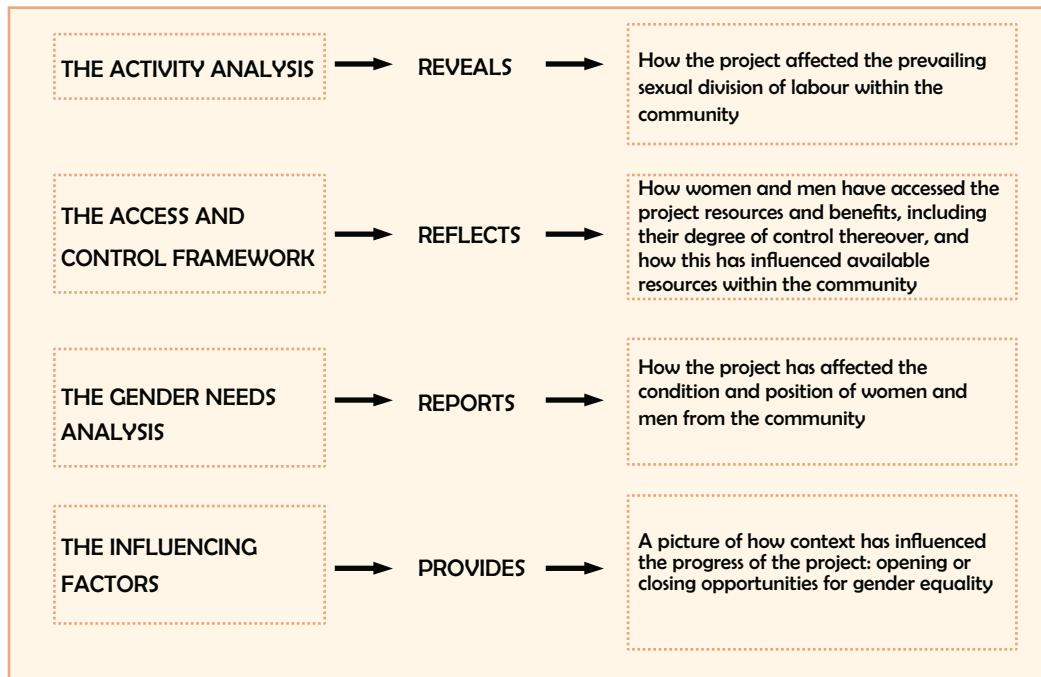 THE ACTIVITY ANALYSIS
REVEALS
How the project affected the prevailing
sexual division of labour within the
community
THE ACCESS AND
CONTROL FRAMEWORK
REFLECTS
How women and men have accessed the
project resources and benefits, including
their degree of control thereover, and
how this has influenced available
resources within the community
THE GENDER NEEDS
ANALYSIS
REPORTS
How the project has affected the
condition and position of women and
men from the community
THE INFLUENCING
FACTORS
PROVIDES
A picture of how context has influenced
the progress of the project: opening or
closing opportunities for gender equality